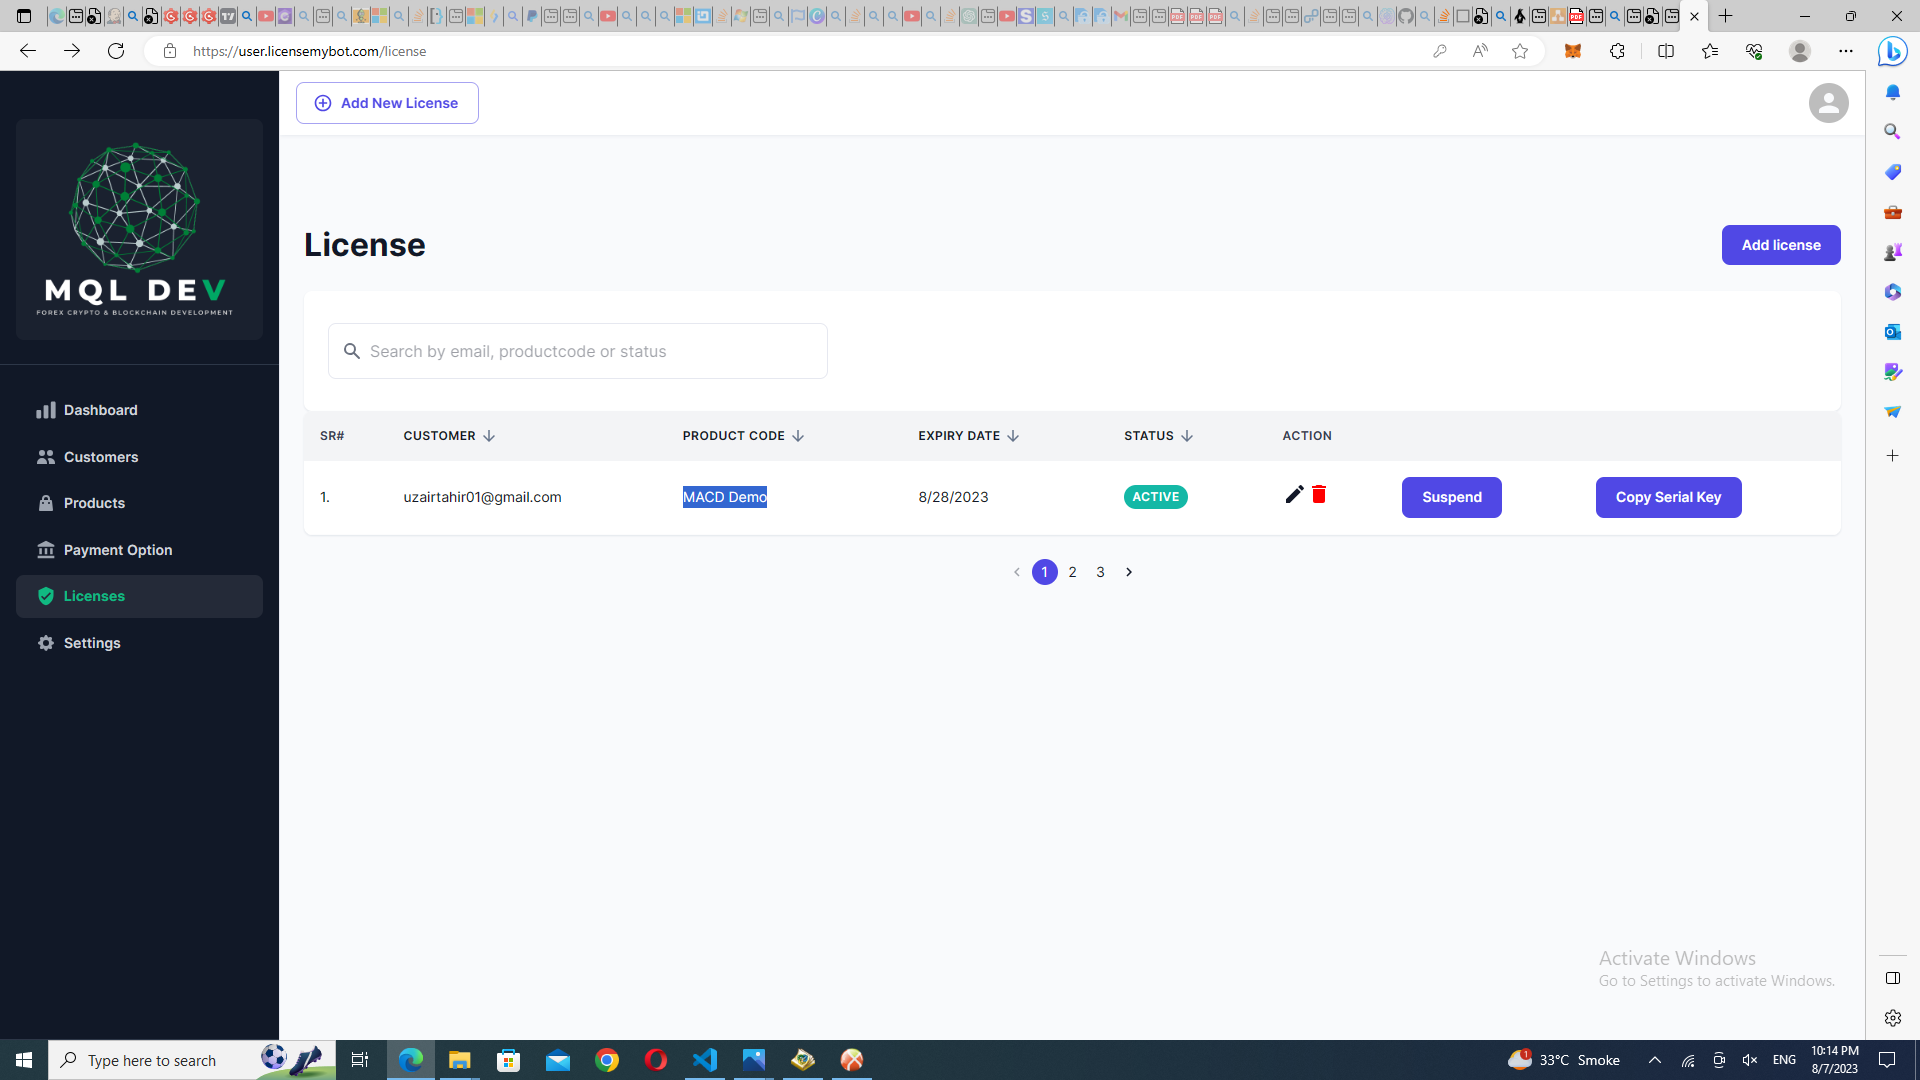 https://user.licensemybot.com/license
Add New License
MQL DEV
FOREX CRYPTO & BLOCKCHAIN DEVELOPMENT
Dashboard
Customers
Products
Payment Option
Licenses
Settings
License
Add license
Search by email, productcode or status
SR# CUSTOMER PRODUCT CODE EXPIRY DATE STATUS ACTION
1. uzairtahir01@gmail.com MACD Demo 8/28/2023 ACTIVE Suspend Copy Serial Key
1 2 3
Activate Windows
Go to Settings to activate Windows.
Type here to search
1
33°C Smoke
ENG
10:14 PM
8/7/2023